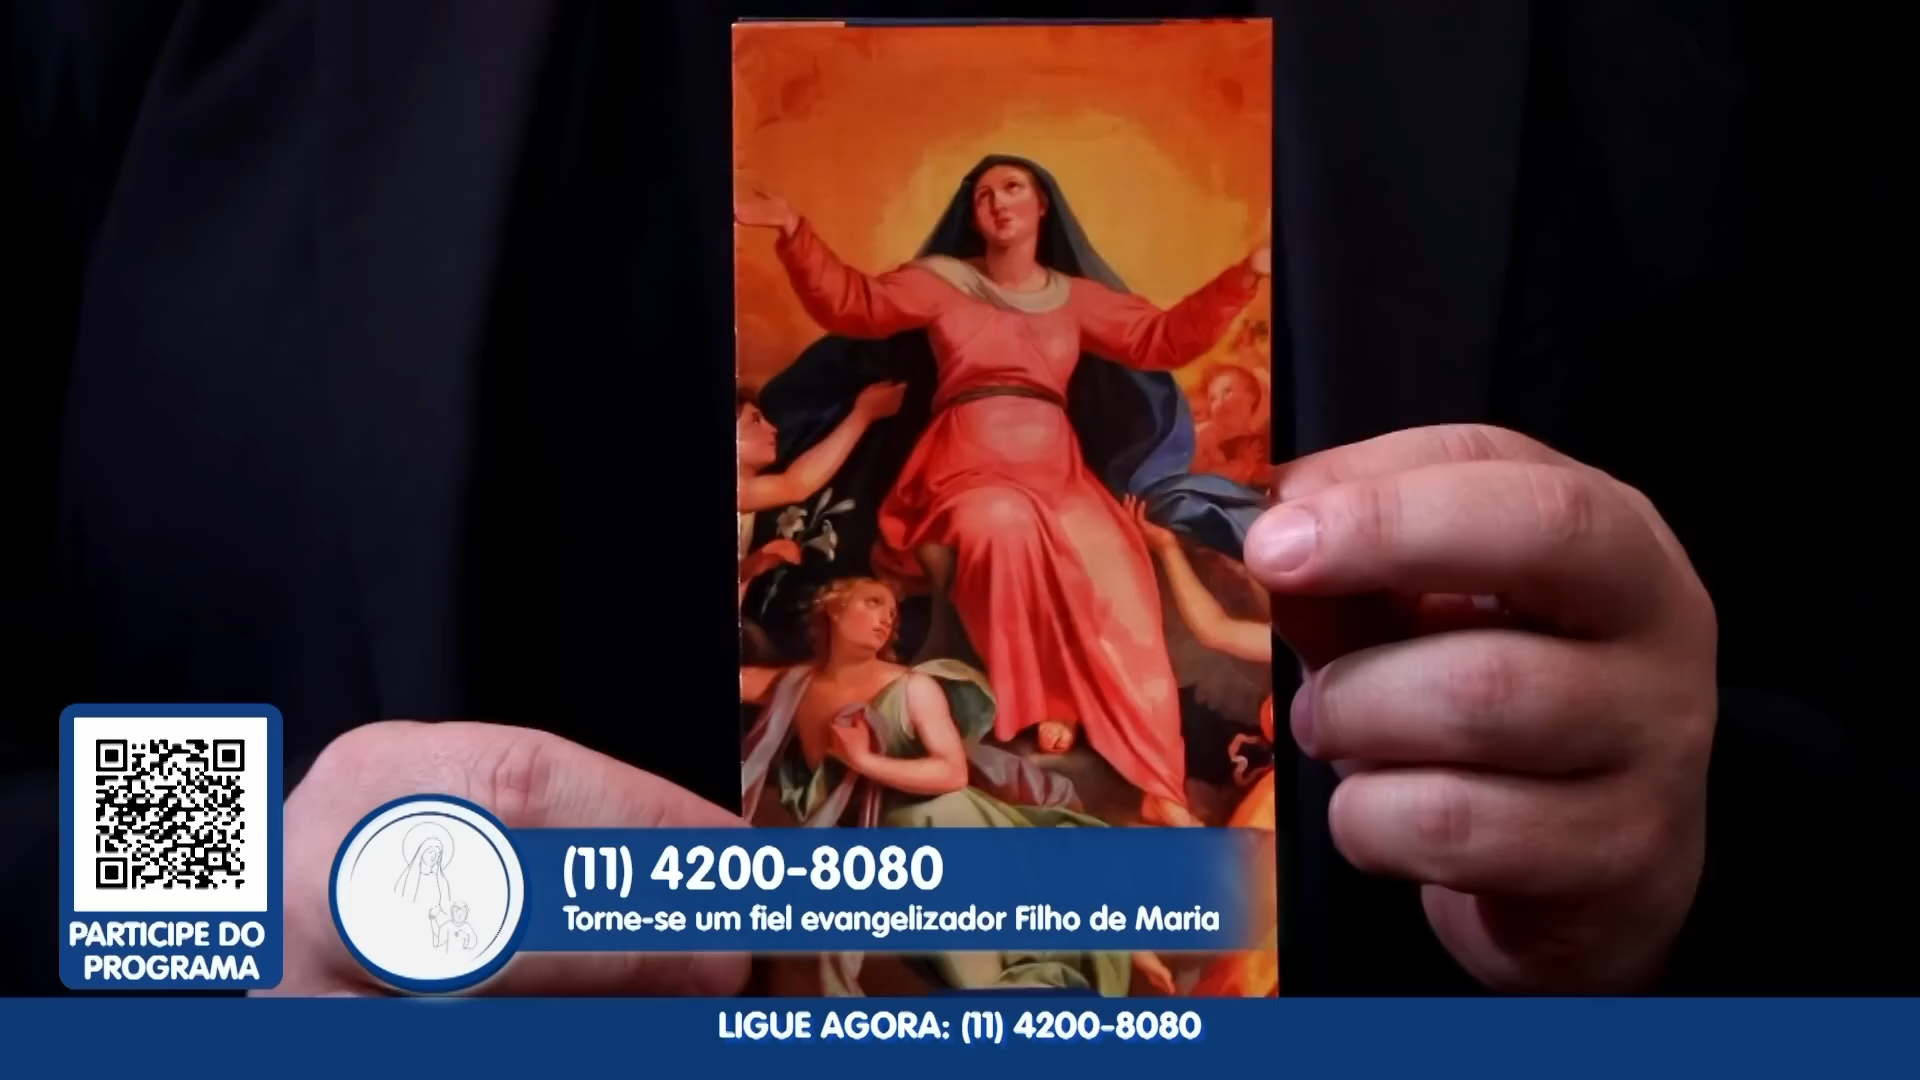 PARTICIPE DO
PROGRAMA
(11) 4200-8080
Torne-se um fiel evangelizador Filho de Maria
LIGUE AGORA: (11) 4200-8080